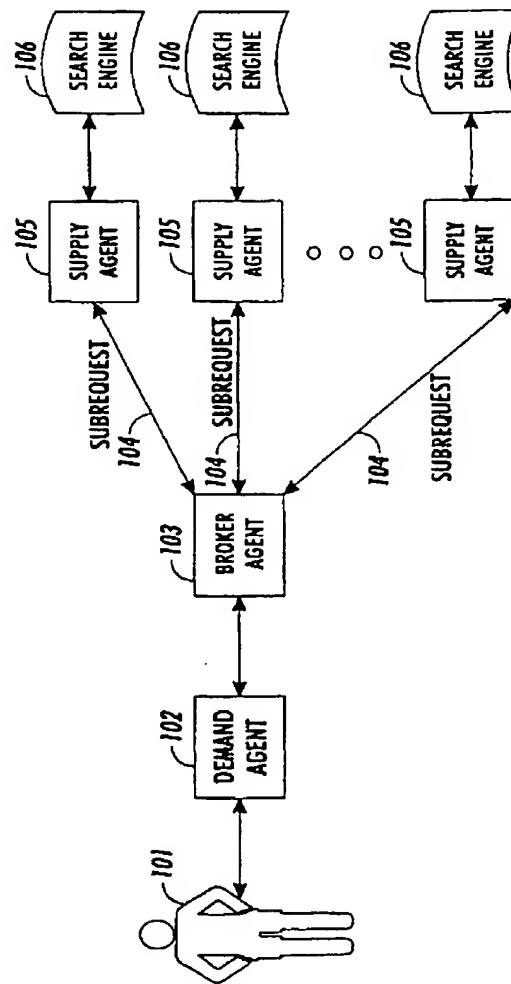 101
102
DEMAND
AGENT
103
BROKER
AGENT
SUBREQUEST
104
SUBREQUEST
104
104
SUBREQUEST
105
SUPPLY
AGENT
106
SEARCH
ENGINE
105
SUPPLY
AGENT
106
SEARCH
ENGINE
105
SUPPLY
AGENT
106
SEARCH
ENGINE